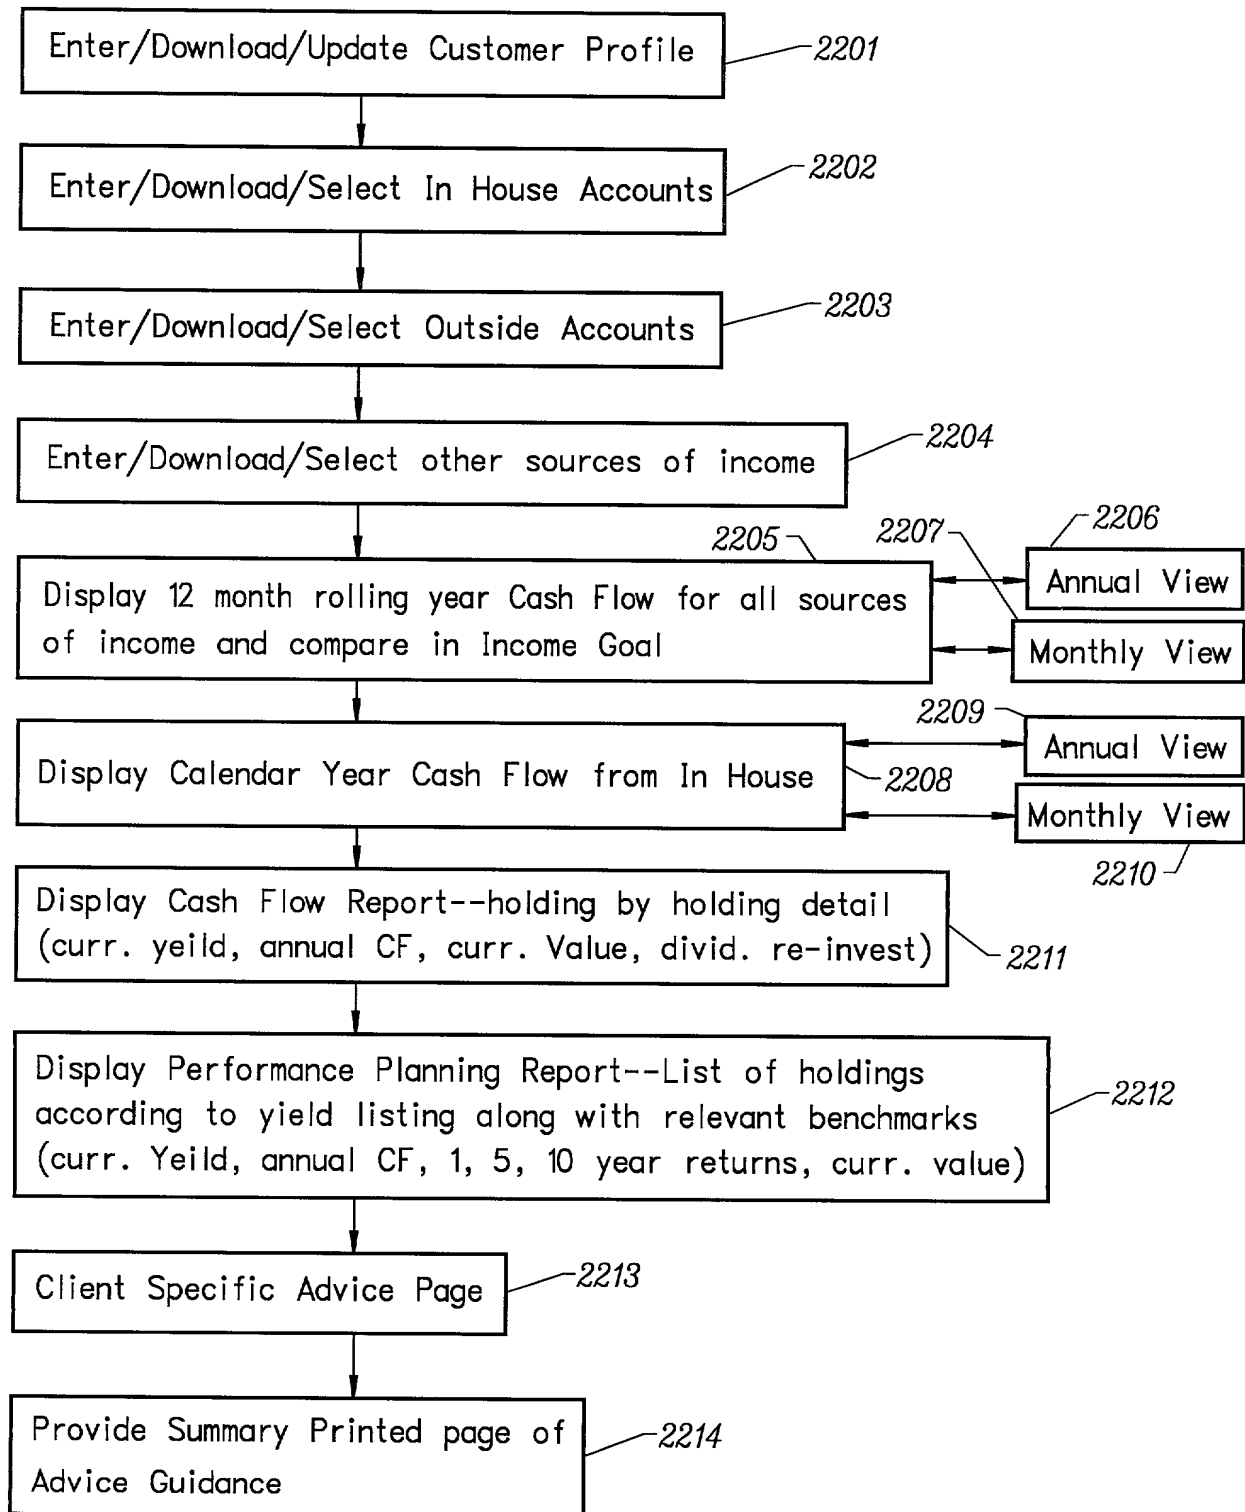 Enter/Download/Update Customer Profile
2201
Enter/Download/Select In House Accounts
2202
Enter/Download/Select Outside Accounts
2203
Enter/Download/Select other sources of income
2204
2205
2207
2206
Display 12 month rolling year Cash Flow for all sources
of income and compare in Income Goal
Annual View
Monthly View
2209
Display Calendar Year Cash Flow from In House
2208
Annual View
Monthly View
2210
Display Cash Flow Report--holding by holding detail
(curr. yeild, annual CF, curr. Value, divid. re-invest)
2211
Display Performance Planning Report--List of holdings
according to yield listing along with relevant benchmarks
(curr. Yeild, annual CF, 1, 5, 10 year returns, curr. value)
2212
Client Specific Advice Page
2213
Provide Summary Printed page of
Advice Guidance
2214